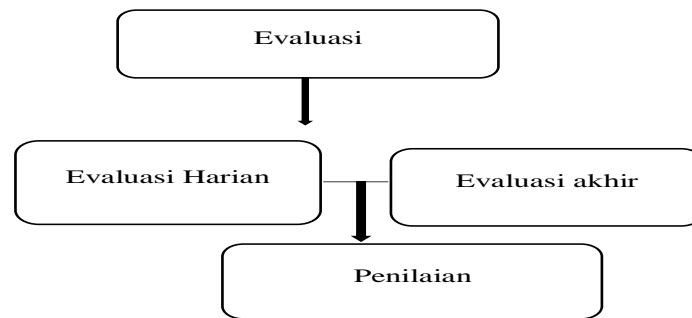 Evaluasi
Evaluasi Harian
Evaluasi akhir
Penilaian